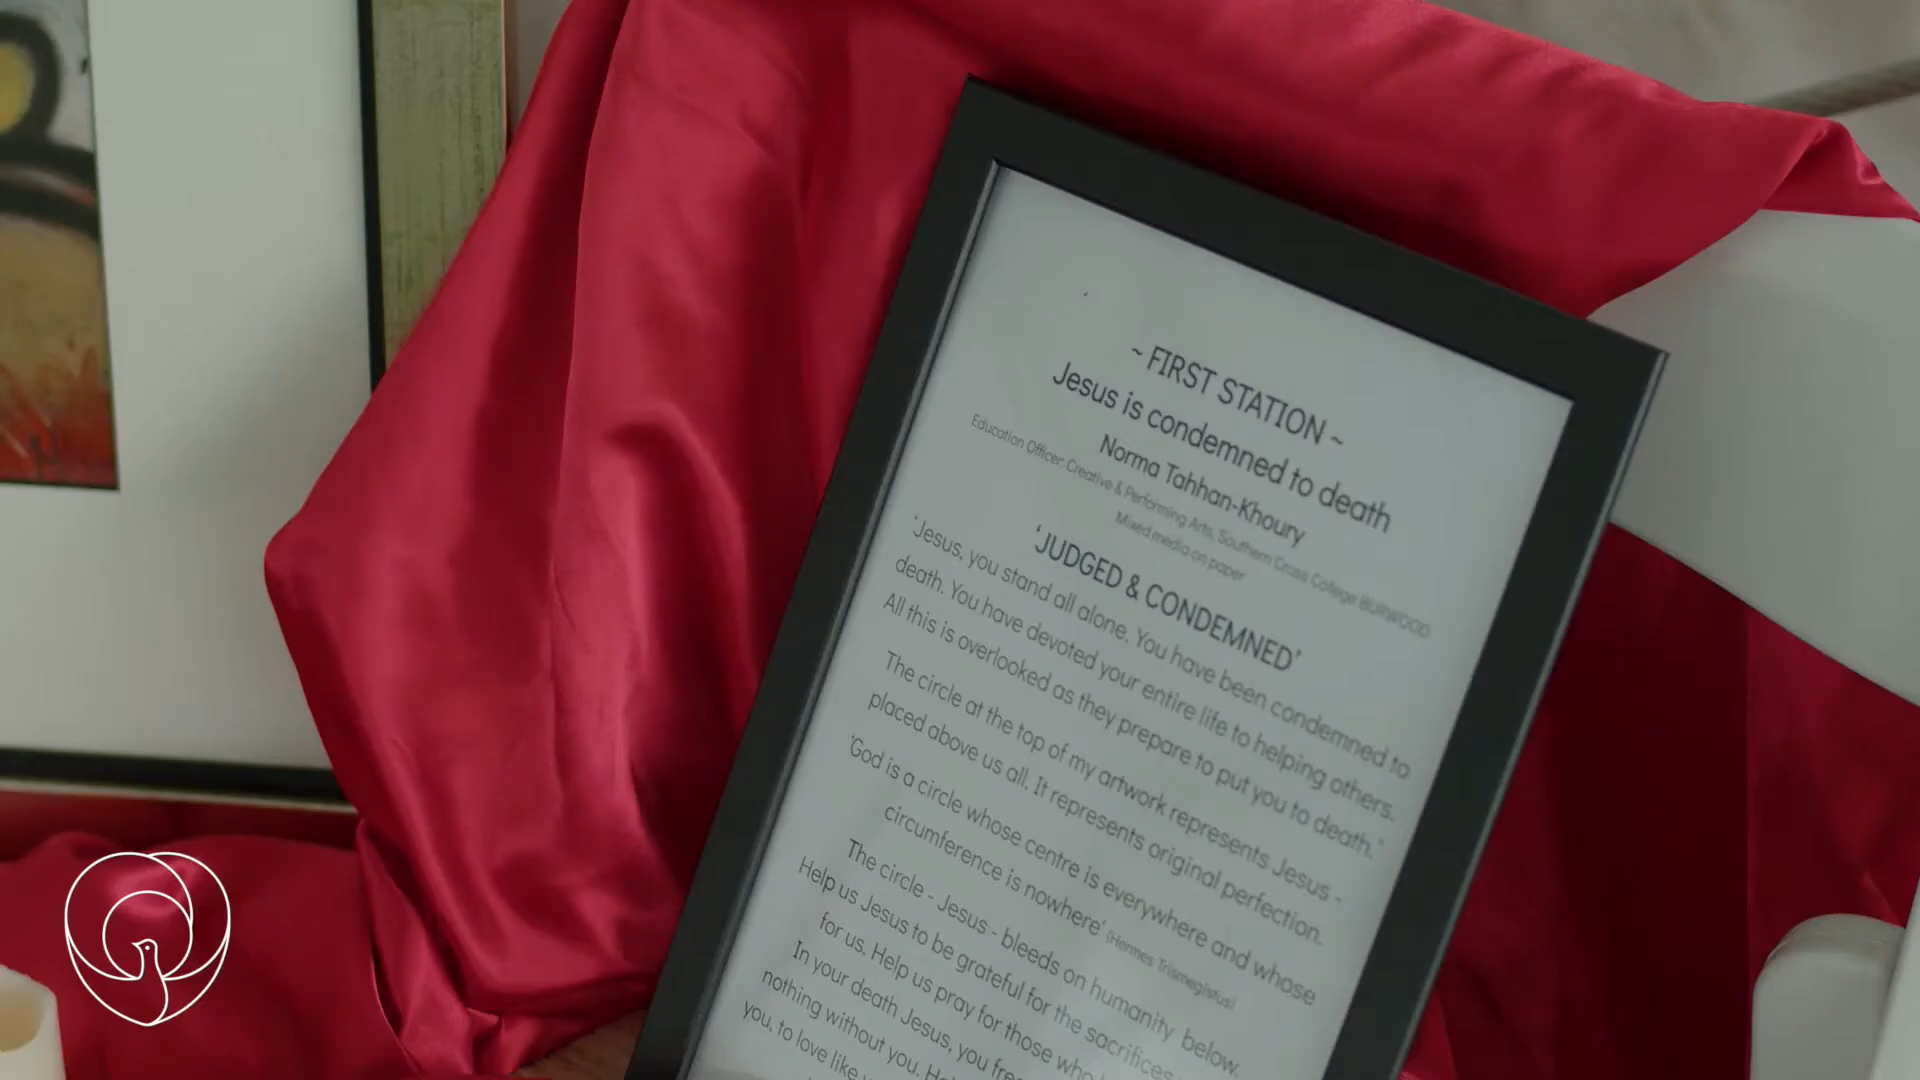 ~ FIRST STATION ~
Jesus is condemned to death
Norma Tahhan-Khoury
Education Officer, Creative & Performing Arts, Southern Cross College BURWOOD
Mixed media on paper
‘JUDGED & CONDEMNED’
‘Jesus, you stand all alone. You have been condemned to
death. You have devoted your entire life to helping others.
All this is overlooked as they prepare to put you to death.’
The circle at the top of my artwork represents Jesus -
placed above us all. It represents original perfection.
‘God is a circle whose centre is everywhere and whose
circumference is nowhere’ (Hermes Trismegistus)
The circle - Jesus - bleeds on humanity below.
Help us Jesus to be grateful for the sacrifices
for us. Help us pray for those who
In your death Jesus, you
nothing without you.
you, to love like